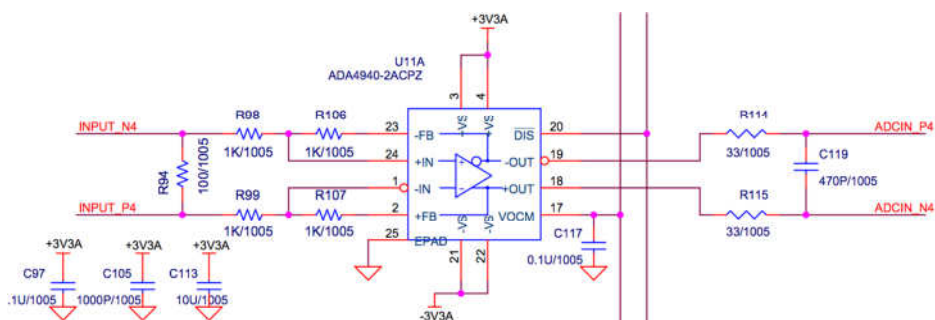 +3V3A
U11A
ADA4940-2ACPZ
3
4
INPUT_N4
R98
R106
23
-FB
+VS
+VS
DIS
20
R114
ADCIN_P4
1K/1005
1K/1005
24
+IN
-OUT
19
33/1005
C119
R94
100/1005
1
-IN
+OUT
18
470P/1005
INPUT_P4
R99
R107
2
+FB
-VS
-VS
VOCM
17
R115
ADCIN_N4
1K/1005
1K/1005
25
EPAD
C117
33/1005
+3V3A
+3V3A
+3V3A
21
22
0.1U/1005
C97
C105
C113
.1U/1005
1000P/1005
10U/1005
-3V3A